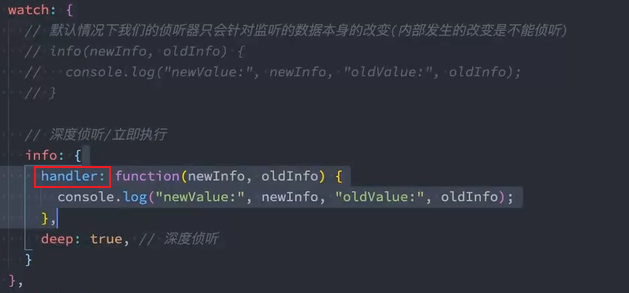 watch: {
// 默认情况下我们的侦听器只会针对监听的数据本身的改变(内部发生的改变是不能侦听)
// info(newInfo, oldInfo) {
//   console.log("newValue:", newInfo, "oldValue:", oldInfo);
// }
// 深度侦听/立即执行
info: {
handler: function(newInfo, oldInfo) {
console.log("newValue:", newInfo, "oldValue:", oldInfo);
},
deep: true, // 深度侦听
}
},